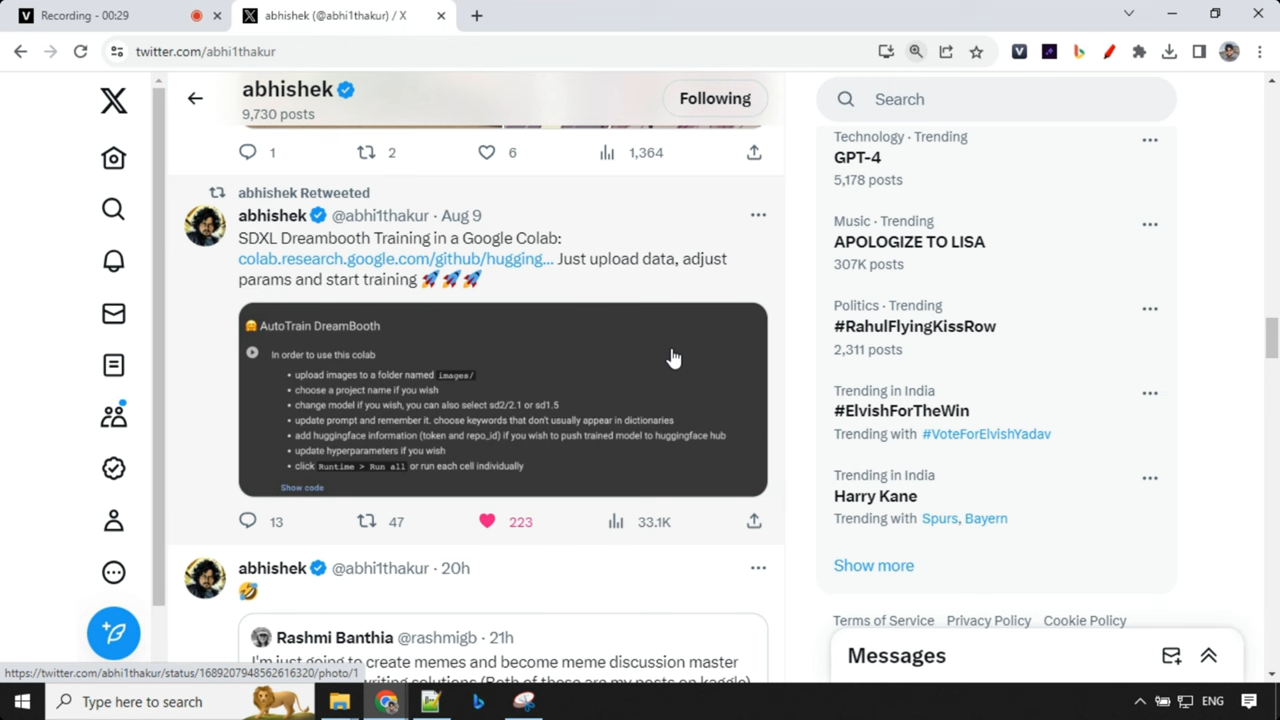 Recording - 00:29
abhishek (@abhi1thakur) / X
twitter.com/abhi1thakur
abhishek
9,730 posts
Following
1
2
6
1,364
abhishek Retweeted
abhishek @abhi1thakur · Aug 9
SDXL Dreambooth Training in a Google Colab:
colab.research.google.com/github/hugging... Just upload data, adjust
params and start training 🚀🚀🚀
🤗 AutoTrain DreamBooth
In order to use this colab
• upload images to a folder named images/
• choose a project name if you wish
• change model if you wish, you can also select sd2/2.1 or sd1.5
• update prompt and remember it. choose keywords that don't usually appear in dictionaries
• add huggingface information (token and repo_id) if you wish to push trained model to huggingface hub
• update hyperparameters if you wish
• click Runtime > Run all or run each cell individually
Show code
13
47
223
33.1K
abhishek @abhi1thakur · 20h
🤣
Rashmi Banthia @rashmigb · 21h
I'm just going to create memes and become meme discussion master
writing solutions (Both of these are my posts on kaggle)
Search
Technology · Trending
GPT-4
5,178 posts
Music · Trending
APOLOGIZE TO LISA
307K posts
Politics · Trending
#RahulFlyingKissRow
2,311 posts
Trending in India
#ElvishForTheWin
Trending with #VoteForElvishYadav
Trending in India
Harry Kane
Trending with Spurs, Bayern
Show more
Terms of Service Privacy Policy Cookie Policy
Messages
https://twitter.com/abhi1thakur/status/1689207948562616320/photo/1
Type here to search
ENG